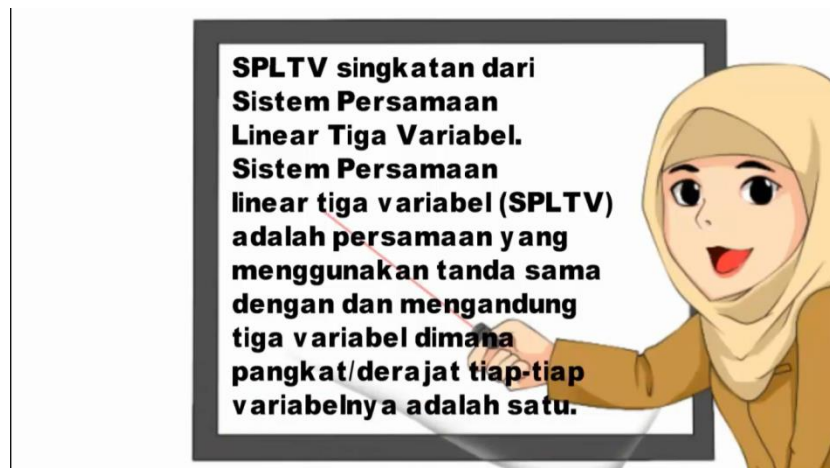 SPLTV singkatan dari
Sistem Persamaan
Linear Tiga Variabel.
Sistem Persamaan
linear tiga variabel (SPLTV)
adalah persamaan yang
menggunakan tanda sama
dengan dan mengandung
tiga variabel dimana
pangkat/derajat tiap-tiap
variabelnya adalah satu.